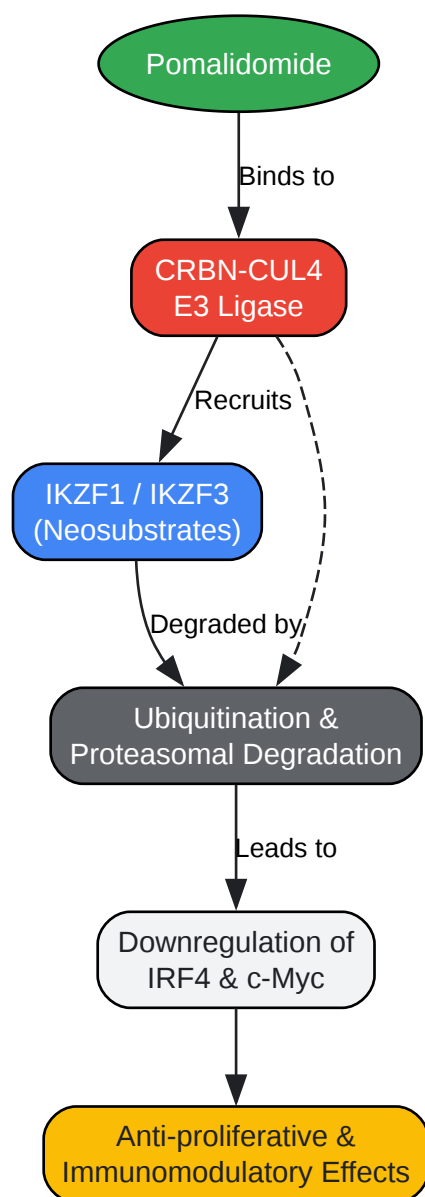 Pomalidomide
Binds to
CRBN-CUL4
E3 Ligase
Recruits
IKZF1 / IKZF3
(Neosubstrates)
Degraded by
Ubiquitination &
Proteasomal Degradation
Leads to
Downregulation of
IRF4 & c-Myc
Anti-proliferative &
Immunomodulatory Effects